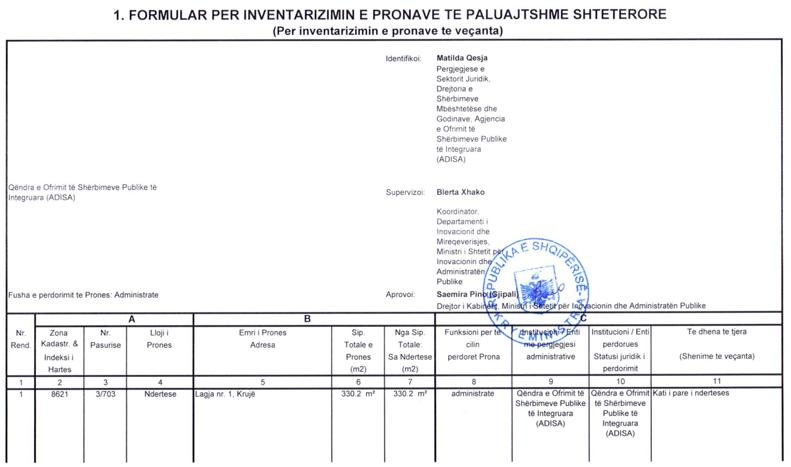 1. FORMULAR PER INVENTARIZIMIN E PRONAVE TE PALUAJTSHME SHTETERORE
(Per inventarizimin e pronave te veçanta)
Identifikoi: Matilda Qesja
Pergjegjese e
Sektorit Juridik,
Drejtoria e
Shërbimeve
Mbështetëse dhe
Godinave, Agjencia
e Ofrimit të
Shërbimeve Publike
të Integruara
(ADISA)
Qëndra e Ofrimit të Shërbimeve Publike të
Integruara (ADISA)
Supervizoi: Blerta Xhako
Koordinator,
Departamenti i
Inovacionit dhe
Mireqeverisjes,
Ministri i Shtetit për
Inovacionin dhe
Administratën
Publike
Fusha e perdorimit te Prones: Administrate
Aprovoi: Saemira Pino (Gjipali)
Drejtor i Kabinetit, Ministri i Shtetit për Inovacionin dhe Administratën Publike
REPUBLIKA E SHQIPËRISË
KRYEMINISTRIA
A B C
Nr. Rend.
Zona Kadastr. & Indeksi i Hartes
Nr. Pasurise
Lloji i Prones
Emri i Prones Adresa
Sip. Totale e Prones (m2)
Nga Sip. Totale: Sa Ndertese (m2)
Funksioni per te cilin perdoret Prona
Institucioni / Enti me pergjegjesi administrative
Institucioni / Enti perdorues Statusi juridik i perdorimit
Te dhena te tjera (Shenime te veçanta)
1 2 3 4 5 6 7 8 9 10 11
1 8621 3/703 Ndertese Lagja nr. 1, Krujë 330.2 m² 330.2 m² administrate Qëndra e Ofrimit të Shërbimeve Publike të Integruara (ADISA) Qëndra e Ofrimit të Shërbimeve Publike të Integruara (ADISA) Kati i pare i nderteses